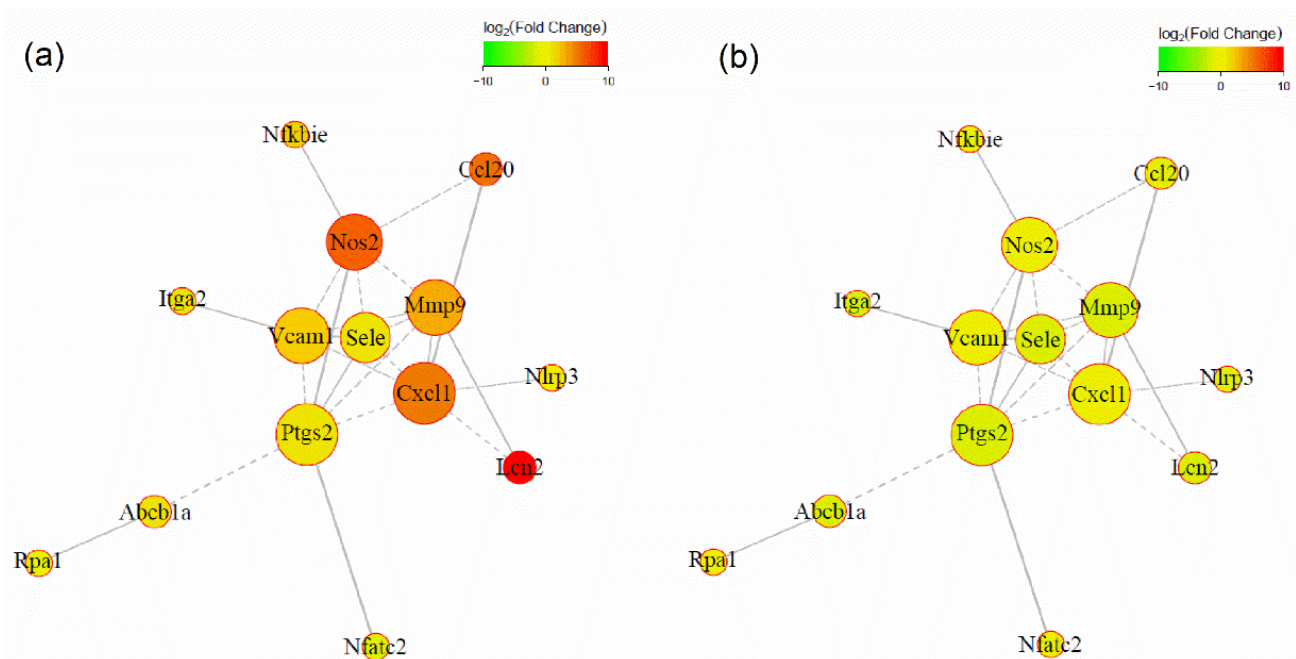 (a)
log₂(Fold Change)
−10 0 10
Nfkbie
Ccl20
Nos2
Itga2
Mmp9
Vcam1
Sele
Nlrp3
Cxcl1
Ptgs2
Lcn2
Abcb1a
Rpa1
Nfatc2
(b)
log₂(Fold Change)
−10 0 10
Nfkbie
Ccl20
Nos2
Itga2
Mmp9
Vcam1
Sele
Nlrp3
Cxcl1
Ptgs2
Lcn2
Abcb1a
Rpa1
Nfatc2